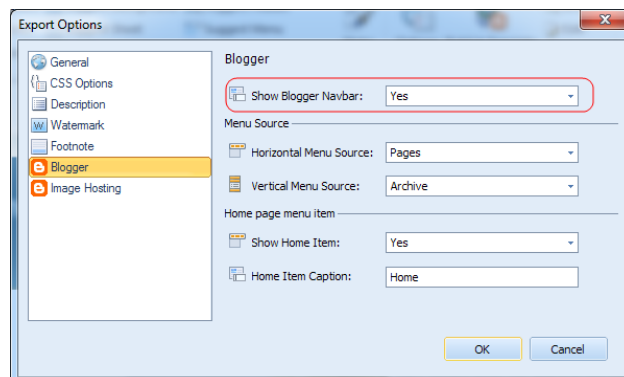 Export Options
General
CSS Options
Description
Watermark
Footnote
Blogger
Image Hosting
Blogger
Show Blogger Navbar: Yes
Menu Source
Horizontal Menu Source: Pages
Vertical Menu Source: Archive
Home page menu item
Show Home Item: Yes
Home Item Caption: Home
OK Cancel